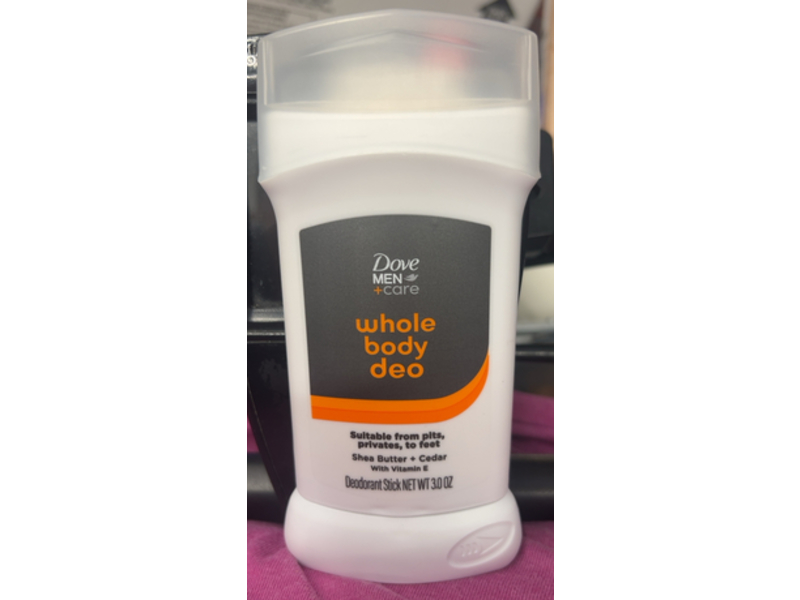 Dove
MEN
+care
whole
body
deo
Suitable from pits,
privates, to feet
Shea Butter + Cedar
With Vitamin E
Deodorant Stick NET WT 3.0 OZ